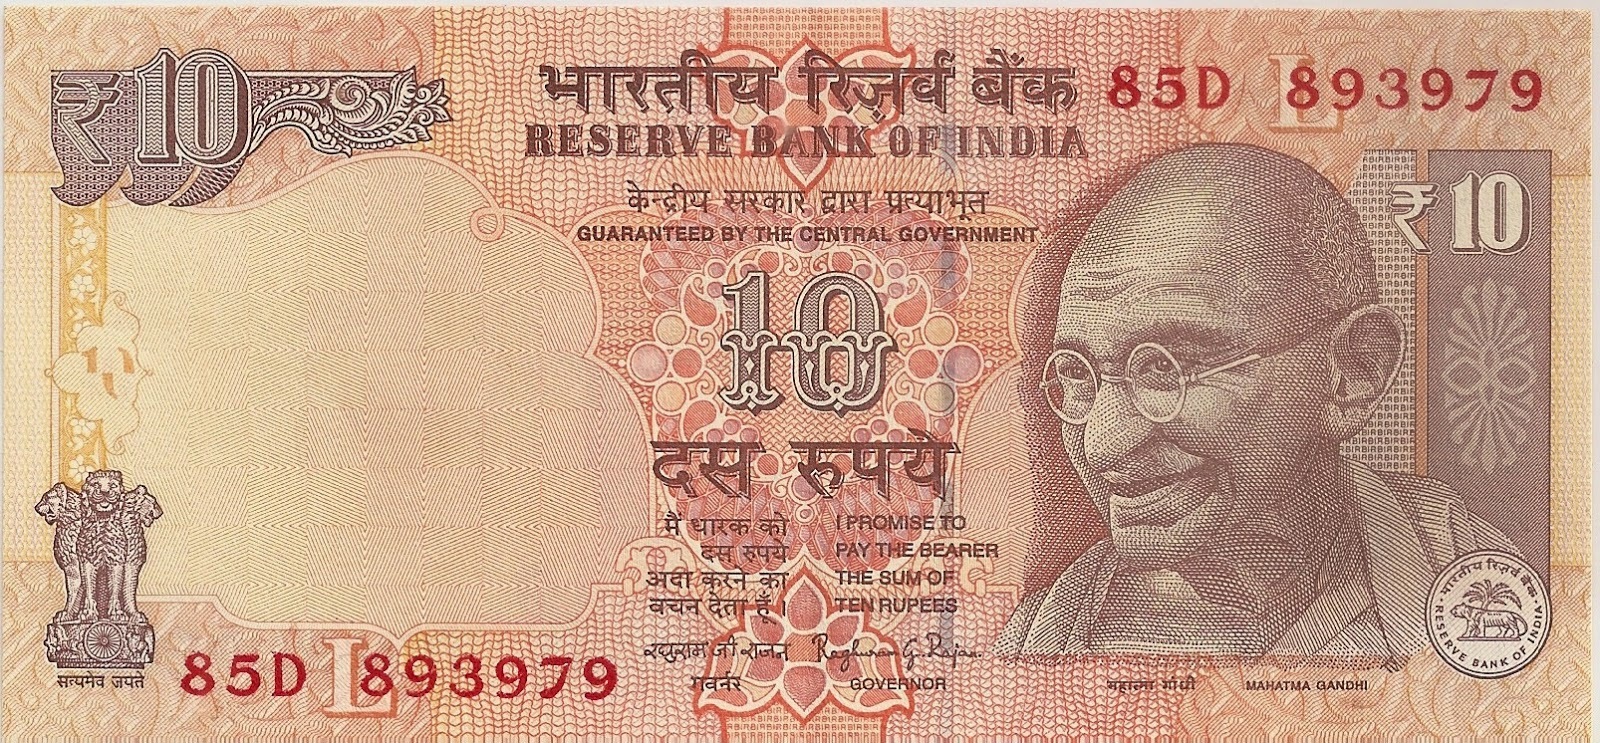 ₹10
भारतीय रिज़र्व बैंक
85D 893979
RESERVE BANK OF INDIA
केन्द्रीय सरकार द्वारा प्रत्याभूत
GUARANTEED BY THE CENTRAL GOVERNMENT
₹10
10
दस रुपये
मैं धारक को
दस रुपये
अदा करने का
वचन देता हूँ।
I PROMISE TO
PAY THE BEARER
THE SUM OF
TEN RUPEES
रघुराम जी राजन
Raghuram G. Rajan
गवर्नर
GOVERNOR
सत्यमेव जयते
85D 893979
L
L
महात्मा गाँधी
MAHATMA GANDHI
भारतीय रिज़र्व बैंक
RESERVE BANK OF INDIA